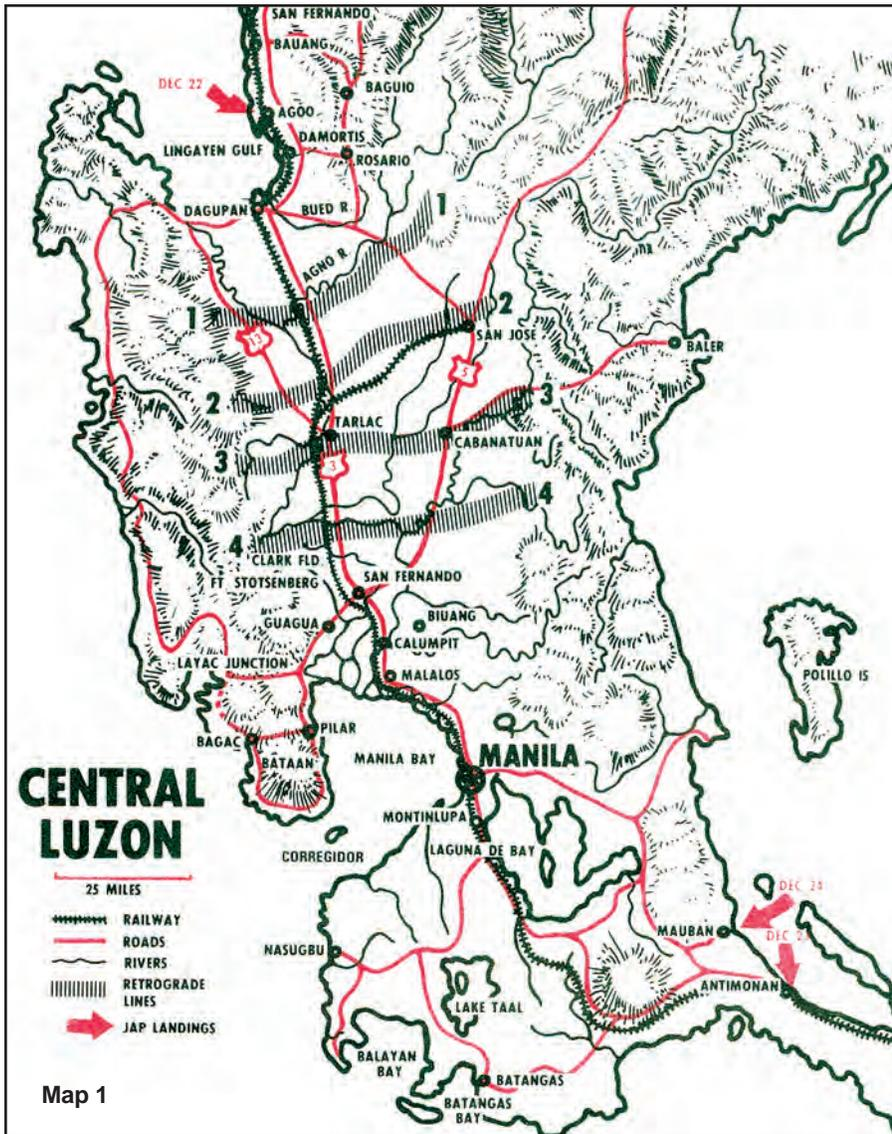 SAN FERNANDO
BAUANG
DEC 22
BAGUIO
AGOO
DAMORTIS
LINGAYEN GULF
ROSARIO
DAGUPAN
BUED R.
1
AGNO R.
1
2
SAN JOSE
13
5
BALER
2
3
TARLAC
CABANATUAN
3
3
4
4
CLARK FLD.
FT STOTSENBERG
SAN FERNANDO
GUAGUA
BIUANG
CALUMPIT
LAYAC JUNCTION
MALALOS
POLILLO IS
PILAR
BAGAC
BATAAN
MANILA BAY
MANILA
CENTRAL
LUZON
MONTINLUPA
CORREGIDOR
LAGUNA DE BAY
25 MILES
RAILWAY
ROADS
RIVERS
RETROGRADE
LINES
JAP LANDINGS
DEC 24
MAUBAN
DEC 23
NASUGBU
ANTIMONAN
LAKE TAAL
BALAYAN
BAY
BATANGAS
BATANGAS
BAY
Map 1